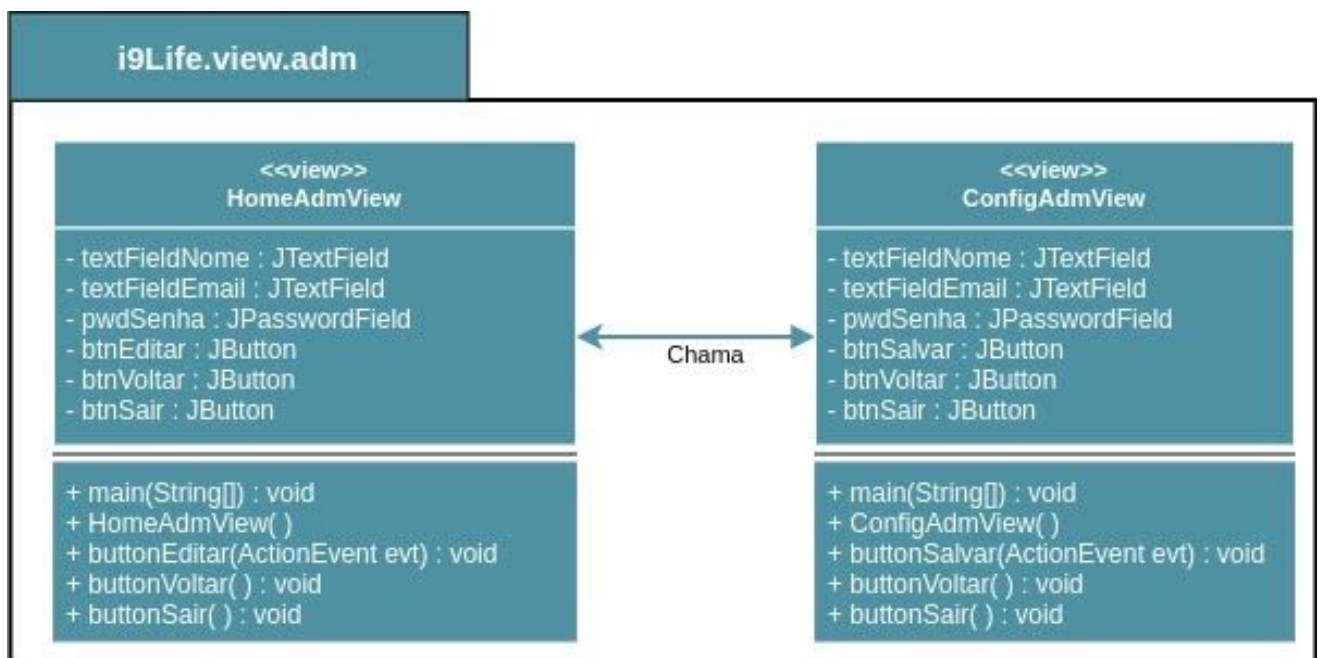 i9Life.view.adm
<<view>>
HomeAdmView
- textFieldNome : JTextField
- textFieldEmail : JTextField
- pwdSenha : JPasswordField
- btnEditar : JButton
- btnVoltar : JButton
- btnSair : JButton
+ main(String[]) : void
+ HomeAdmView( )
+ buttonEditar(ActionEvent evt) : void
+ buttonVoltar( ) : void
+ buttonSair( ) : void
Chama
<<view>>
ConfigAdmView
- textFieldNome : JTextField
- textFieldEmail : JTextField
- pwdSenha : JPasswordField
- btnSalvar : JButton
- btnVoltar : JButton
- btnSair : JButton
+ main(String[]) : void
+ ConfigAdmView( )
+ buttonSalvar(ActionEvent evt) : void
+ buttonVoltar( ) : void
+ buttonSair( ) : void